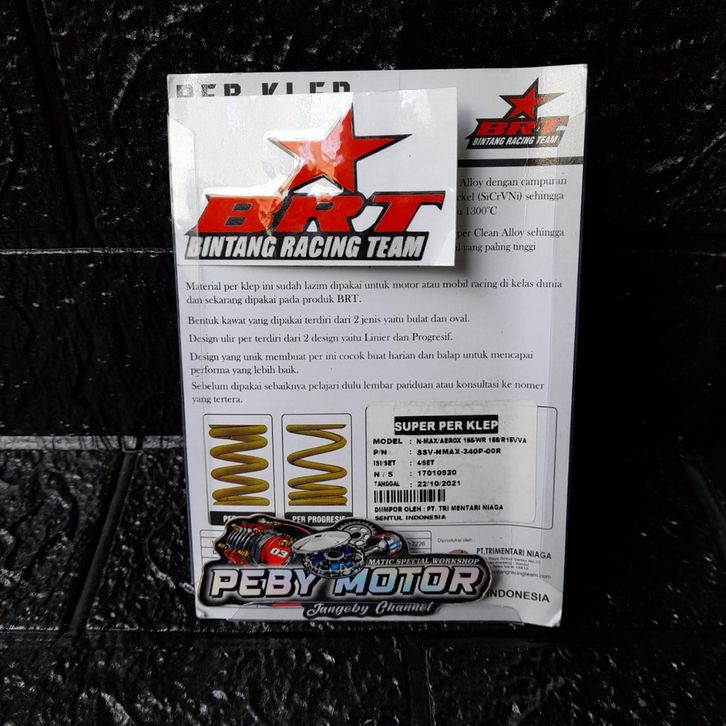 PER KLEP
BRT
BINTANG RACING TEAM
BRT
BINTANG RACING TEAM
Alloy dengan campuran
(SiCrVNi) sehingga
1300°C
Clean Alloy sehingga
yang paling tinggi
Material per klep ini sudah lazim dipakai untuk motor atau mobil racing di kelas dunia
dan sekarang dipakai pada produk BRT.
Bentuk kawat yang dipakai terdiri dari 2 jenis yaitu bulat dan oval.
Design ulir per terdiri dari 2 design yaitu Linier dan Progresif.
Design yang unik membuat per ini cocok buat harian dan balap untuk mencapai
performa yang lebih baik.
Sebelum dipakai sebaiknya pelajari dulu lembar panduan atau konsultasi ke nomer
yang tertera.
SUPER PER KLEP
MODEL : N-MAX/AEROX 155/WR 155/R15VVA
P/N : SSV-NMAX-340P-00R
ISI/SET : 4/SET
N / S : 17010920
TANGGAL : 22/10/2021
DIIMPOR OLEH : PT. TRI MENTARI NIAGA
SENTUL INDONESIA
PER PROGRESIF
Diproduksi oleh :
PT.TRIMENTARI NIAGA
INDONESIA
MATIC SPECIAL WORKSHOP
PEBY MOTOR
Jangeby Channel